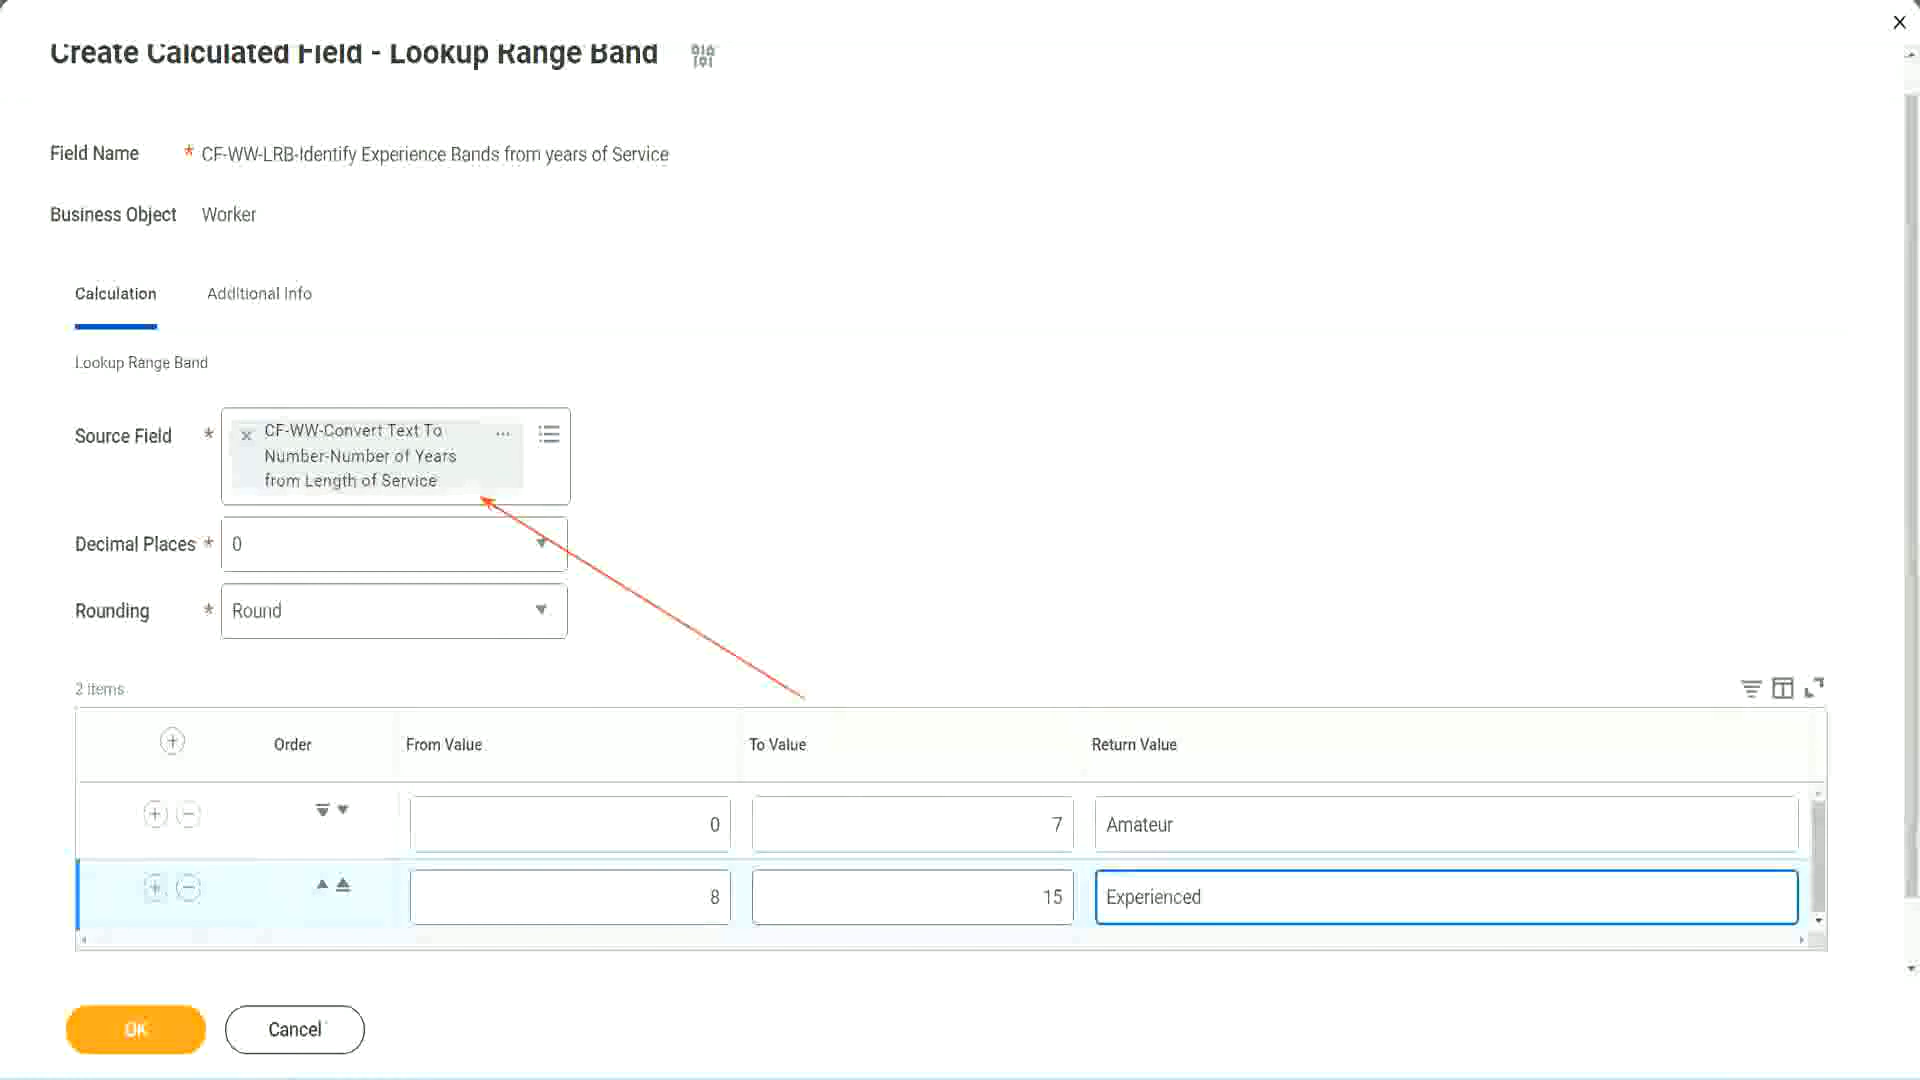 Create Calculated Field - Lookup Range Band
Field Name * CF-WW-LRB-Identify Experience Bands from years of Service
Business Object Worker
Calculation Additional Info
Lookup Range Band
Source Field * × CF-WW-Convert Text To
Number-Number of Years
from Length of Service
Decimal Places * 0
Rounding * Round
2 items
Order From Value To Value Return Value
0 7 Amateur
8 15 Experienced
OK Cancel